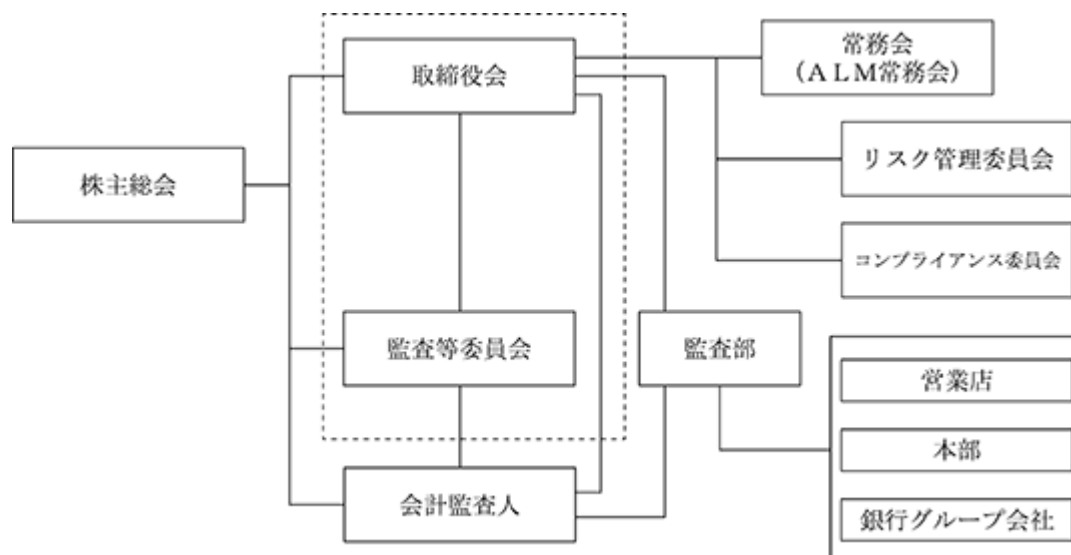 取締役会
常務会
（ＡＬＭ常務会）
リスク管理委員会
株主総会
コンプライアンス委員会
監査等委員会
監査部
営業店
本部
会計監査人
銀行グループ会社